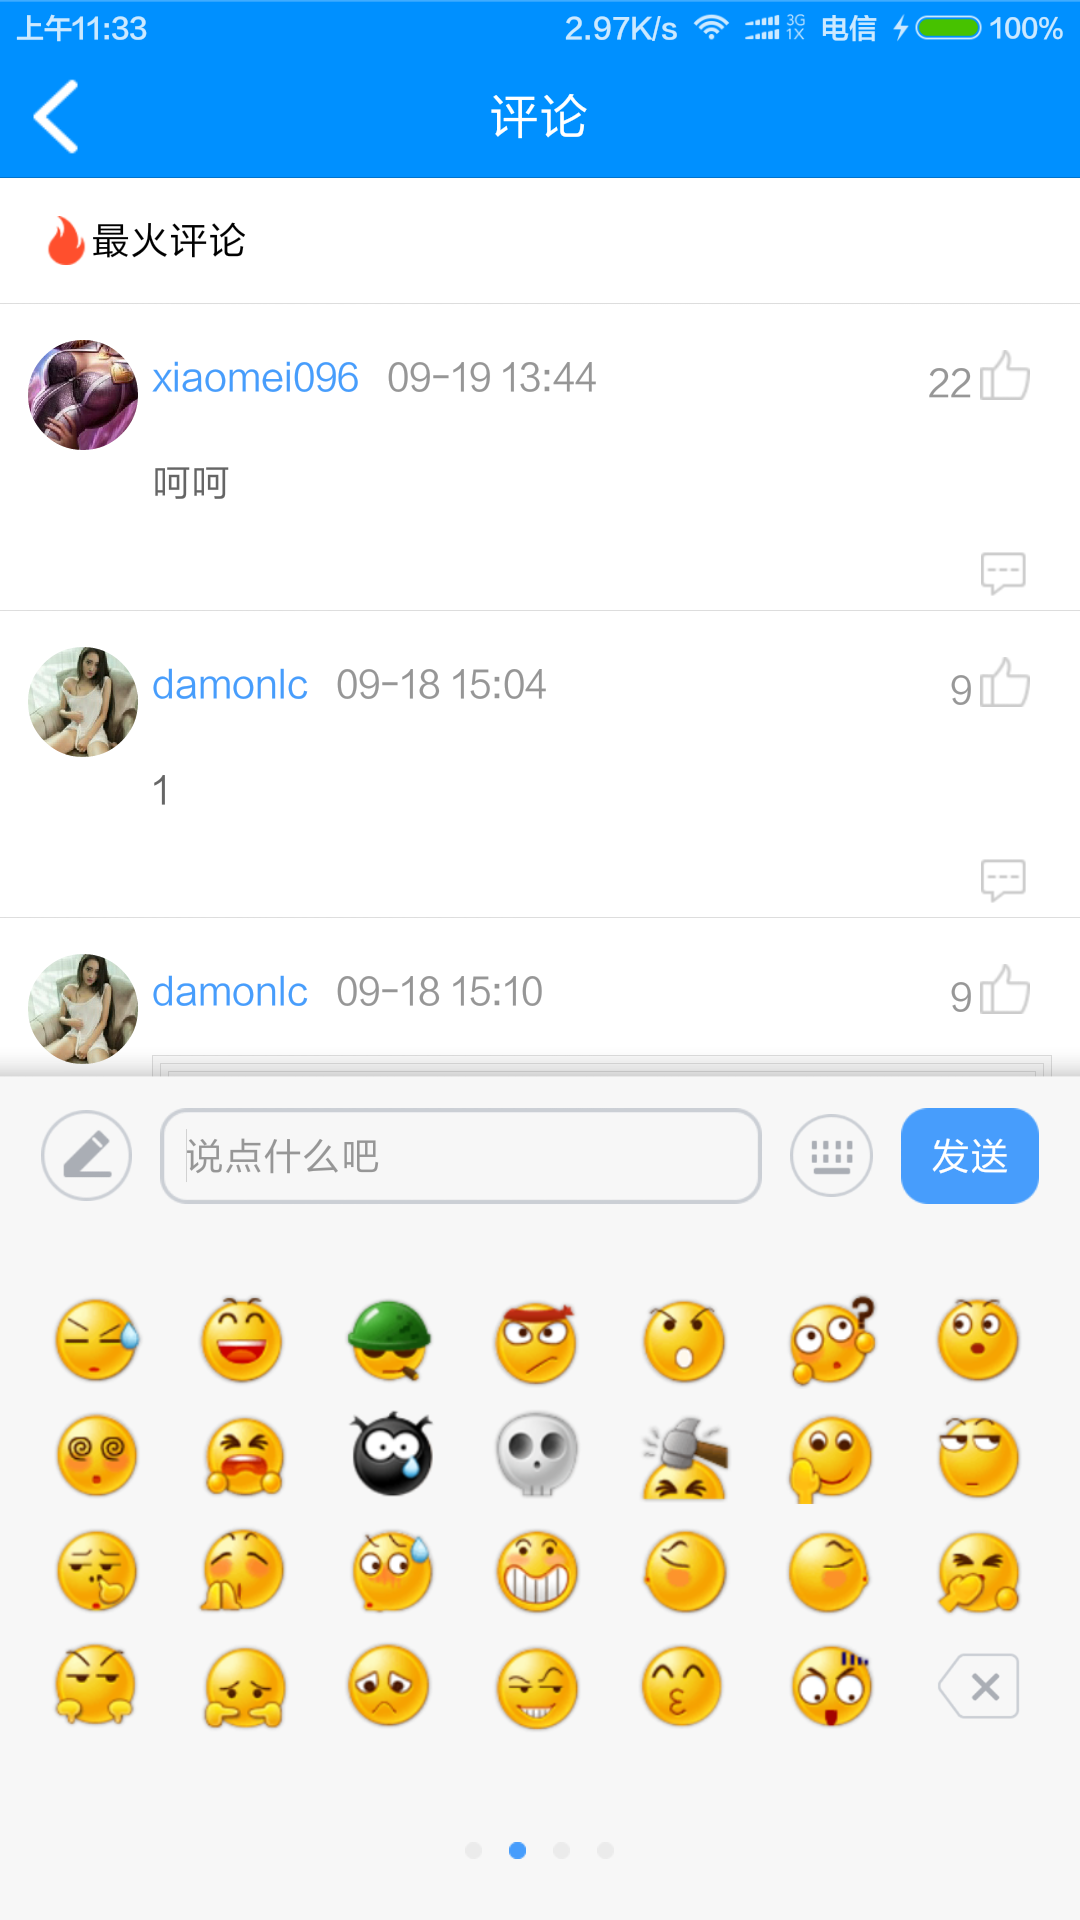 上午11:33 2.97K/s 3G 1X 电信 100%
评论
最火评论
xiaomei096 09-19 13:44 22
呵呵
damonlc 09-18 15:04 9
1
damonlc 09-18 15:10 9
说点什么吧 发送